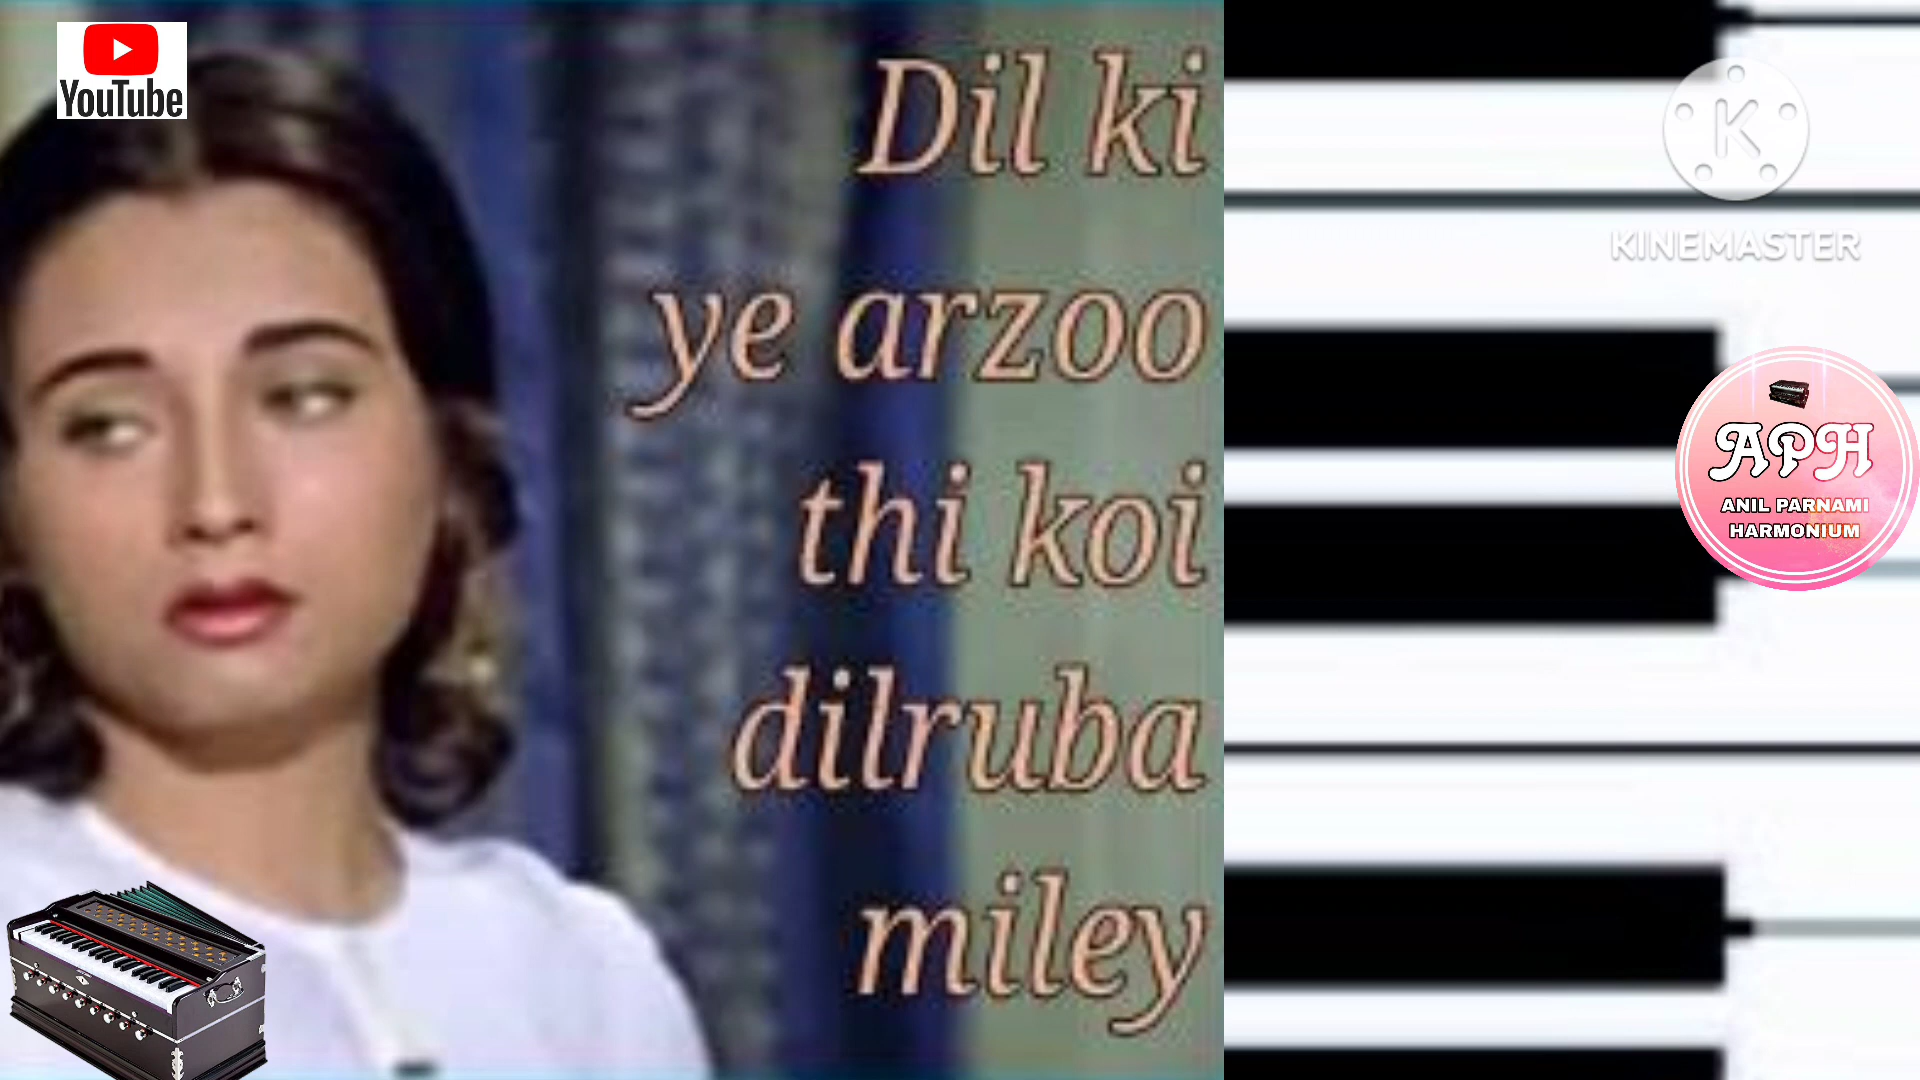 YouTube
Dil ki
ye arzoo
thi koi
dilruba
miley
K
KINEMASTER
APH
ANIL PARNAMI
HARMONIUM